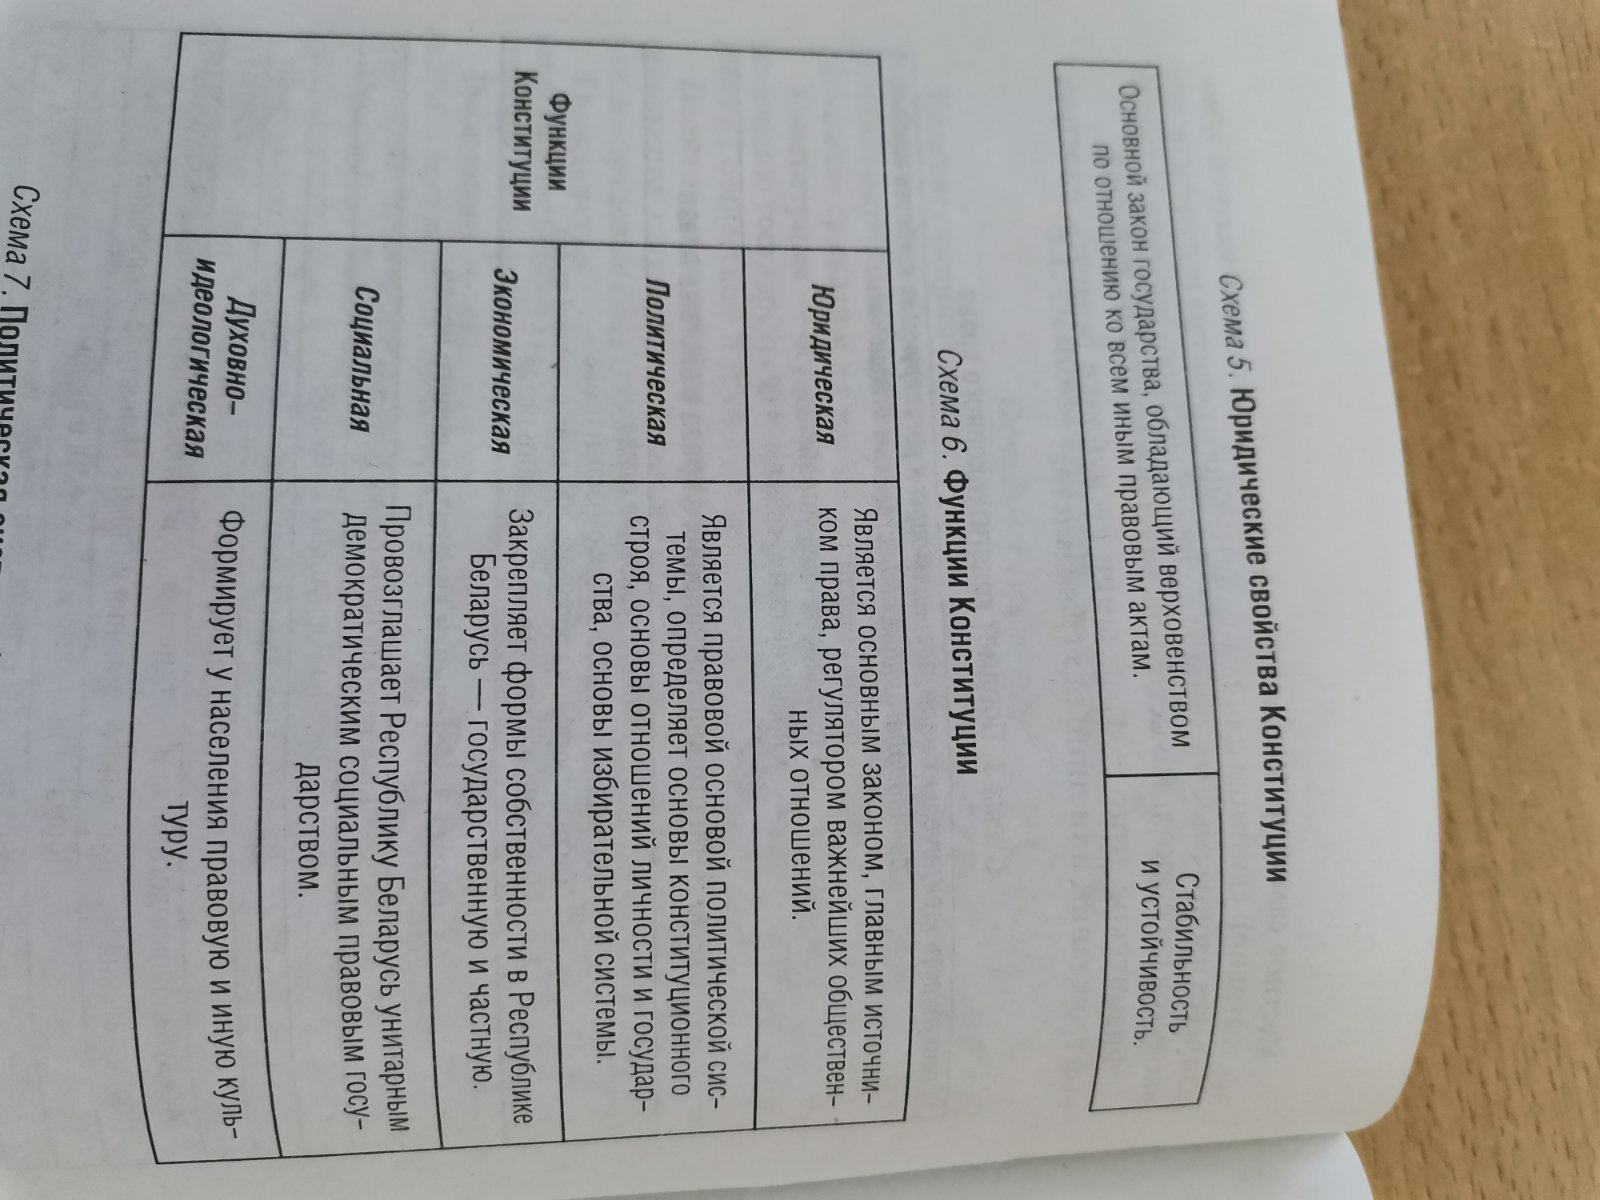 Схема 5. Юридические свойства Конституции
Основной закон государства, обладающий верховенством
по отношению ко всем иным правовым актам.
Стабильность
и устойчивость.
Схема 6. Функции Конституции
Функции
Конституции
Юридическая
Является основным законом, главным источни-
ком права, регулятором важнейших обществен-
ных отношений.
Политическая
Является правовой основой политической сис-
темы, определяет основы конституционного
строя, основы отношений личности и государ-
ства, основы избирательной системы.
Экономическая
Закрепляет формы собственности в Республике
Беларусь — государственную и частную.
Социальная
Провозглашает Республику Беларусь унитарным
демократическим социальным правовым госу-
дарством.
Духовно-
идеологическая
Формирует у населения правовую и иную куль-
туру.
Схема 7. Политическая